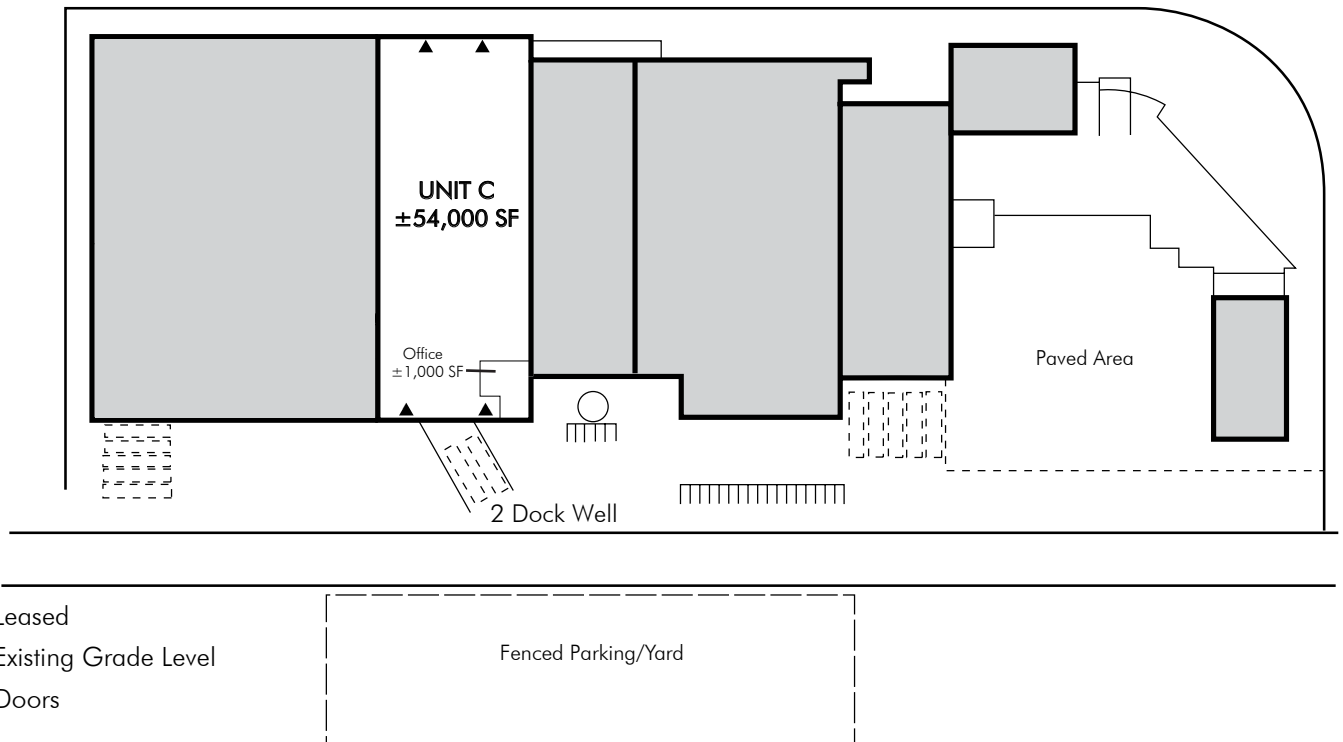 UNIT C
±54,000 SF
Office
±1,000 SF
Paved Area
2 Dock Well
Leased
Existing Grade Level
Doors
Fenced Parking/Yard